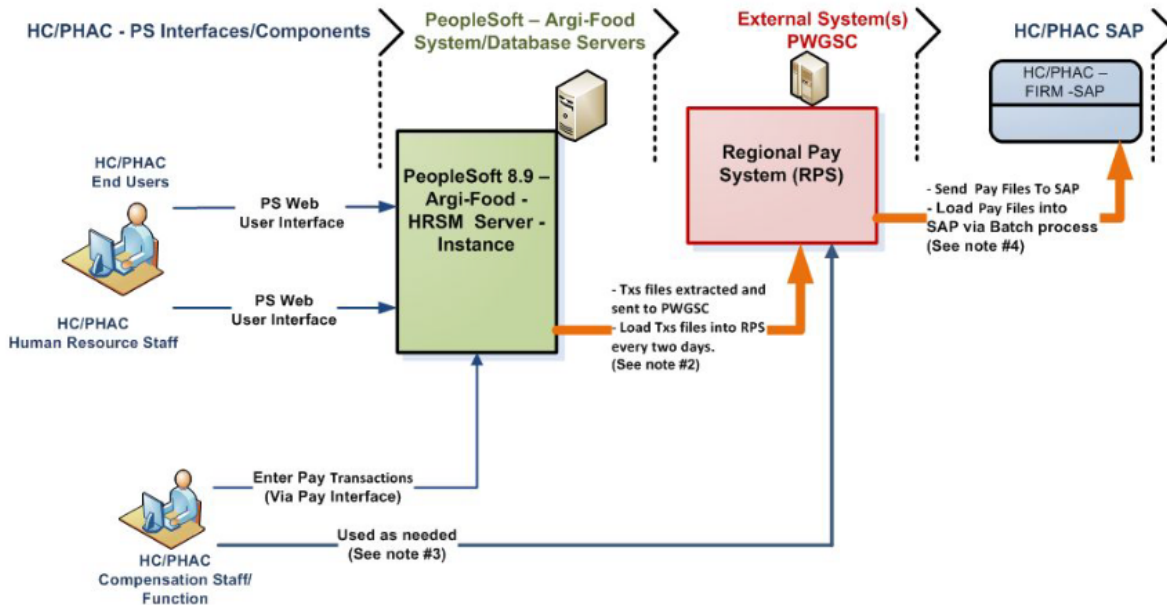 HC/PHAC - PS Interfaces/Components
PeopleSoft – Argi-Food
System/Database Servers
External System(s)
PWGSC
HC/PHAC SAP
HC/PHAC –
FIRM -SAP
HC/PHAC
End Users
PS Web
User Interface
PeopleSoft 8.9 –
Argi-Food -
HRSM Server -
Instance
Regional Pay
System (RPS)
- Send Pay Files To SAP
- Load Pay Files into
SAP via Batch process
(See note #4)
PS Web
User Interface
HC/PHAC
Human Resource Staff
- Txs files extracted and
sent to PWGSC
- Load Txs files into RPS
every two days.
(See note #2)
Enter Pay Transactions
(Via Pay Interface)
Used as needed
(See note #3)
HC/PHAC
Compensation Staff/
Function